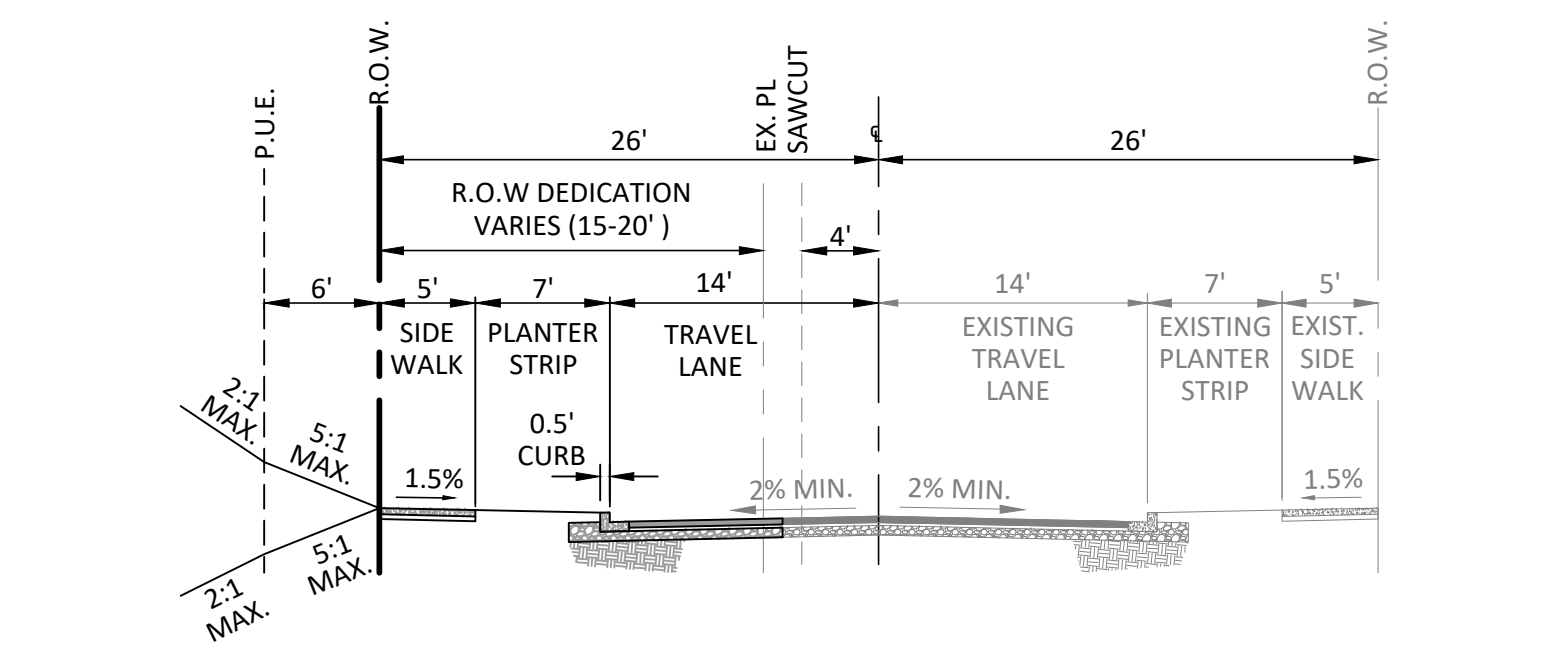 P.U.E.
R.O.W.
EX. PL
SAWCUT
℄
R.O.W.
26'
26'
R.O.W DEDICATION
VARIES (15-20' )
4'
6'
5'
7'
14'
14'
7'
5'
SIDE
WALK
PLANTER
STRIP
TRAVEL
LANE
EXISTING
TRAVEL
LANE
EXISTING
PLANTER
STRIP
EXIST.
SIDE
WALK
2:1
MAX.
5:1
MAX.
0.5'
CURB
1.5%
2% MIN.
2% MIN.
1.5%
5:1
MAX.
2:1
MAX.